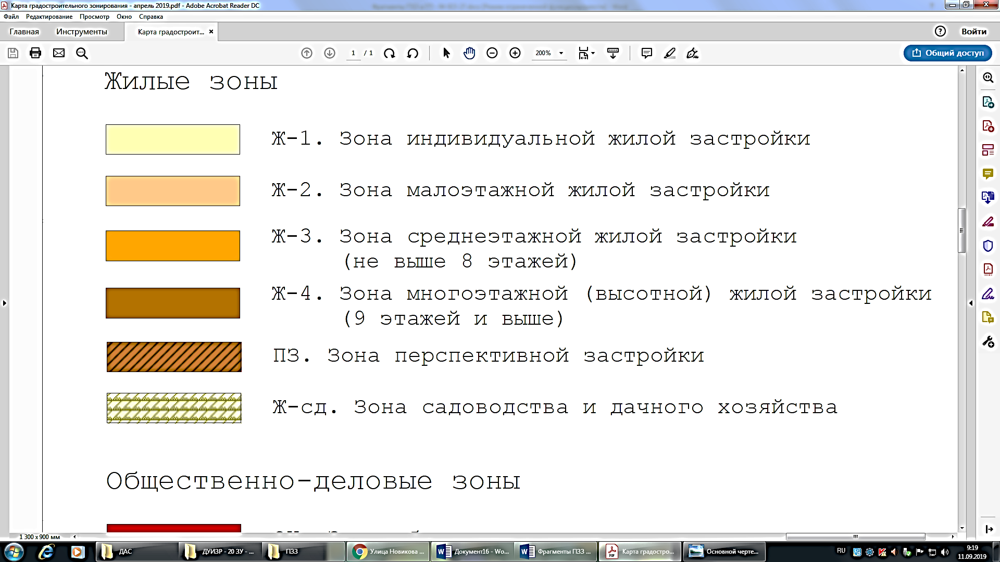 Карта градостроительного зонирования - апрель 2019.pdf - Adobe Acrobat Reader DC
Файл Редактирование Просмотр Окно Справка
Главная Инструменты Карта градостроит... × Войти
1 / 1 200% Общий доступ
Жилые зоны
Ж-1. Зона индивидуальной жилой застройки
Ж-2. Зона малоэтажной жилой застройки
Ж-3. Зона среднеэтажной жилой застройки
(не выше 8 этажей)
Ж-4. Зона многоэтажной (высотной) жилой застройки
(9 этажей и выше)
ПЗ. Зона перспективной застройки
Ж-сд. Зона садоводства и дачного хозяйства
Общественно-деловые зоны
1 300 x 900 мм
ДАС ДУИЗР - 20 ЗУ - ... ПЗЗ Улица Новикова ... Документ16 - Wo... Фрагменты ПЗЗ ... Карта градостро... Основной черте... RU 9:19
11.09.2019